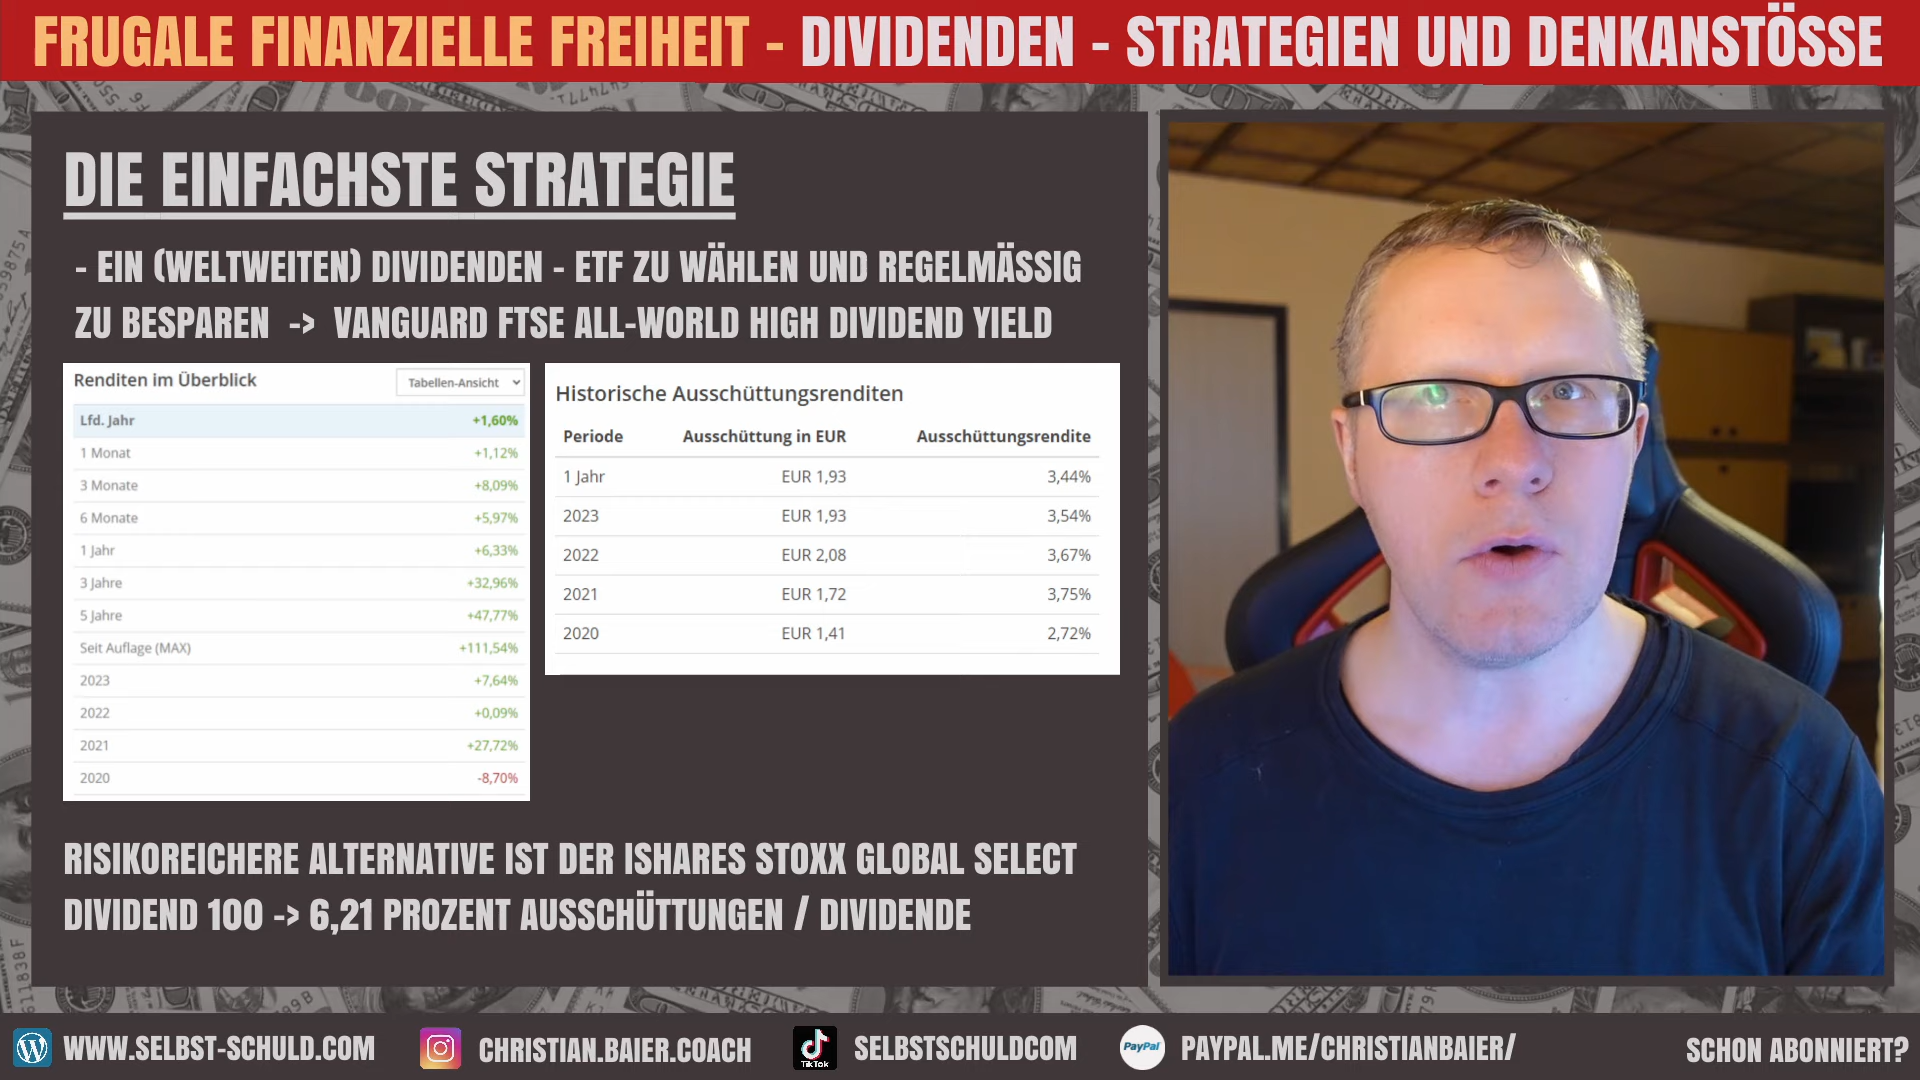 FRUGALE FINANZIELLE FREIHEIT - DIVIDENDEN - STRATEGIEN UND DENKANSTÖSSE
DIE EINFACHSTE STRATEGIE
- EIN (WELTWEITEN) DIVIDENDEN - ETF ZU WÄHLEN UND REGELMÄSSIG
ZU BESPAREN -> VANGUARD FTSE ALL-WORLD HIGH DIVIDEND YIELD
Renditen im Überblick Tabellen-Ansicht
Lfd. Jahr +1,60%
1 Monat +1,12%
3 Monate +8,09%
6 Monate +5,97%
1 Jahr +6,33%
3 Jahre +32,96%
5 Jahre +47,77%
Seit Auflage (MAX) +111,54%
2023 +7,64%
2022 +0,09%
2021 +27,72%
2020 -8,70%
Historische Ausschüttungsrenditen
Periode Ausschüttung in EUR Ausschüttungsrendite
1 Jahr EUR 1,93 3,44%
2023 EUR 1,93 3,54%
2022 EUR 2,08 3,67%
2021 EUR 1,72 3,75%
2020 EUR 1,41 2,72%
RISIKOREICHERE ALTERNATIVE IST DER ISHARES STOXX GLOBAL SELECT
DIVIDEND 100 -> 6,21 PROZENT AUSSCHÜTTUNGEN / DIVIDENDE
WWW.SELBST-SCHULD.COM
CHRISTIAN.BAIER.COACH
TikTok
SELBSTSCHULDCOM
PayPal
PAYPAL.ME/CHRISTIANBAIER/
SCHON ABONNIERT?